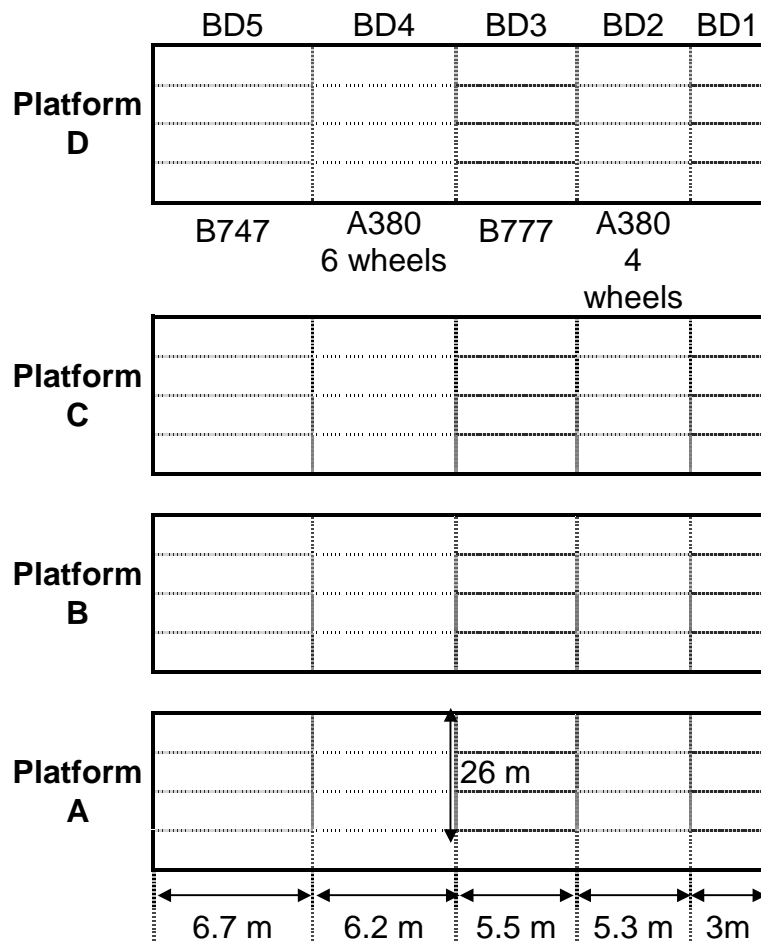 BD5 BD4 BD3 BD2 BD1
Platform
D
B747 A380 B777 A380
6 wheels 4
wheels
Platform
C
Platform
B
Platform
A
26 m
6.7 m 6.2 m 5.5 m 5.3 m 3m